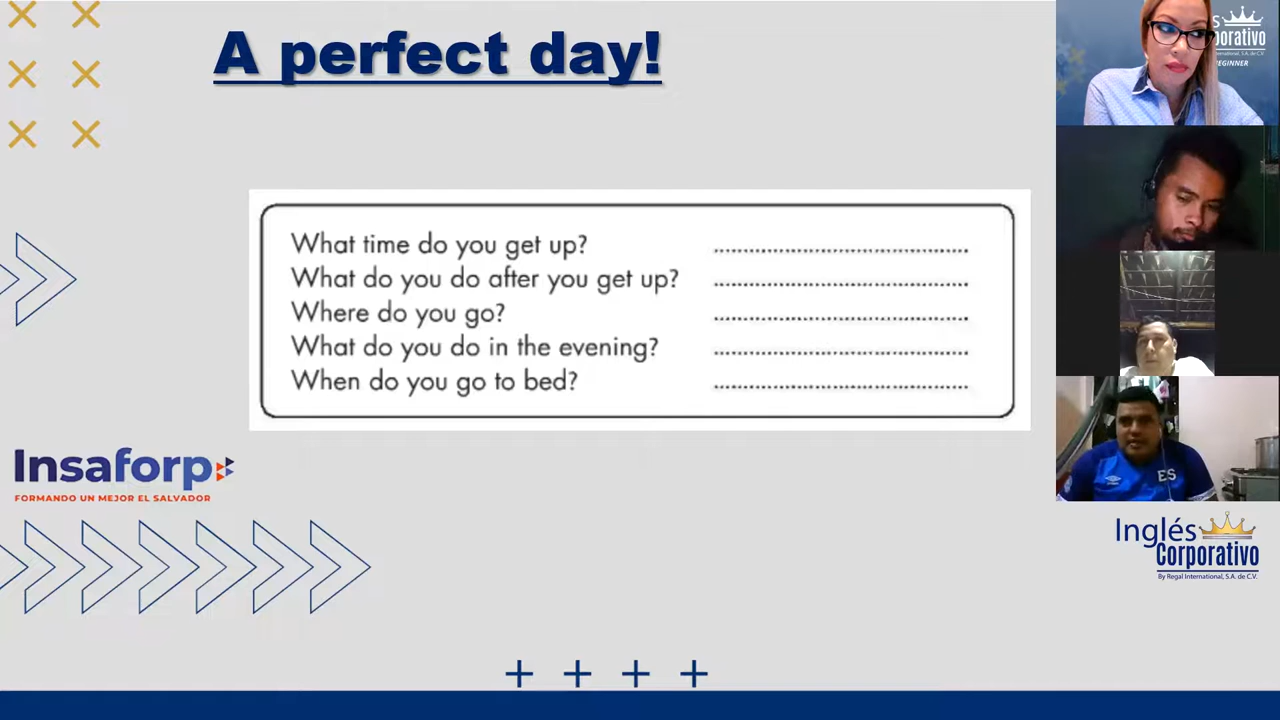 A perfect day!
What time do you get up? ................................................
What do you do after you get up? ................................................
Where do you go? ................................................
What do you do in the evening? ................................................
When do you go to bed? ................................................
Insaforp
FORMANDO UN MEJOR EL SALVADOR
ES
Inglés
Corporativo
By Regal International, S.A. de C.V.